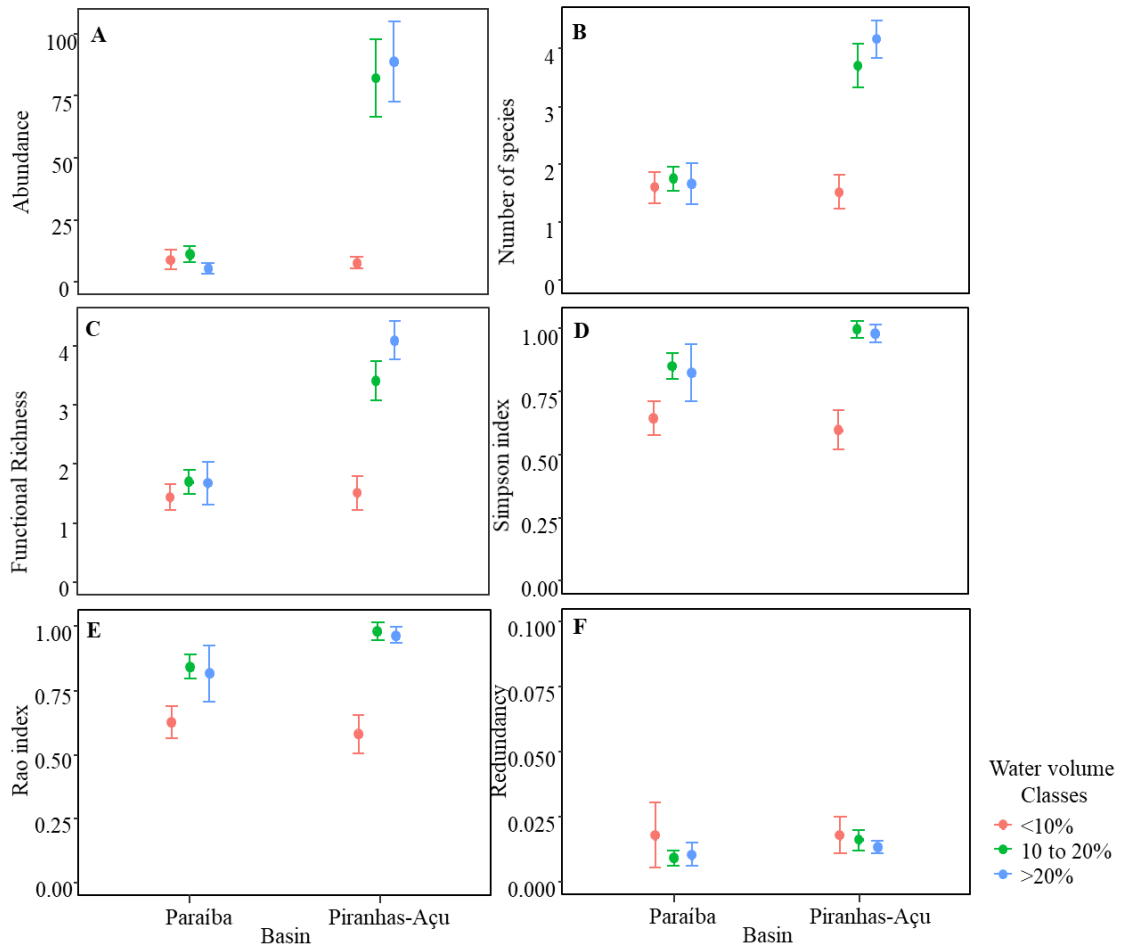 A
Abundance
100
75
50
25
0
B
Number of species
4
3
2
1
0
C
Functional Richness
4
3
2
1
0
D
Simpson index
1.00
0.75
0.50
0.25
0.00
E
Rao index
1.00
0.75
0.50
0.25
0.00
Paraíba
Piranhas-Açu
Basin
F
Redundancy
0.100
0.075
0.050
0.025
0.000
Paraíba
Piranhas-Açu
Basin
Water volume
Classes
<10%
10 to 20%
>20%